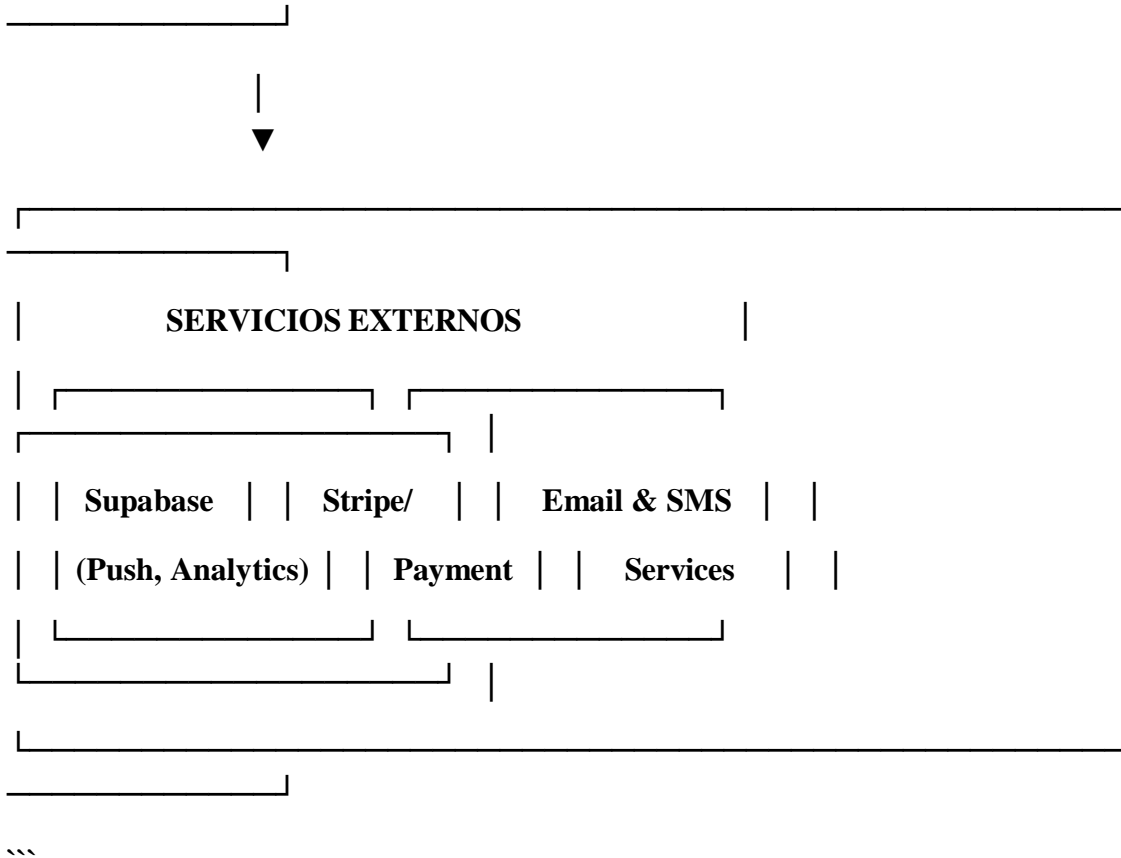 SERVICIOS EXTERNOS
Supabase Stripe/ Email & SMS
(Push, Analytics) Payment Services
```